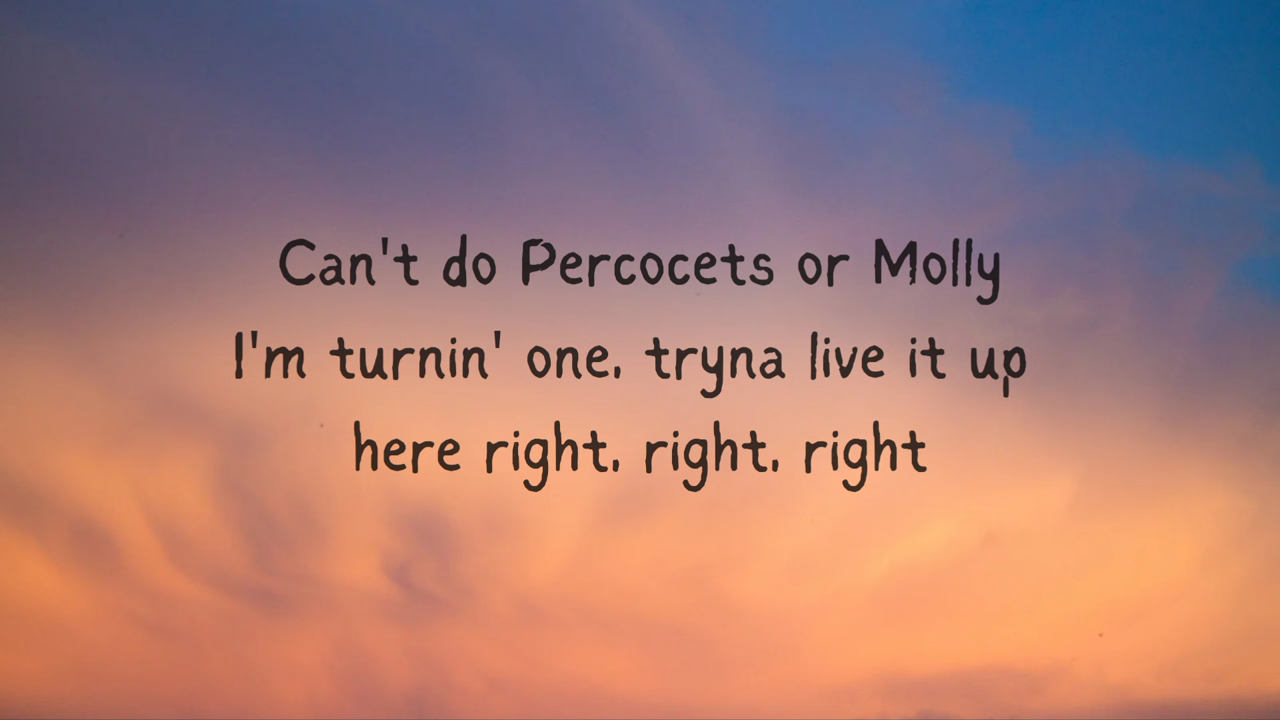 Can't do Percocets or Molly
I'm turnin' one, tryna live it up
here right, right, right